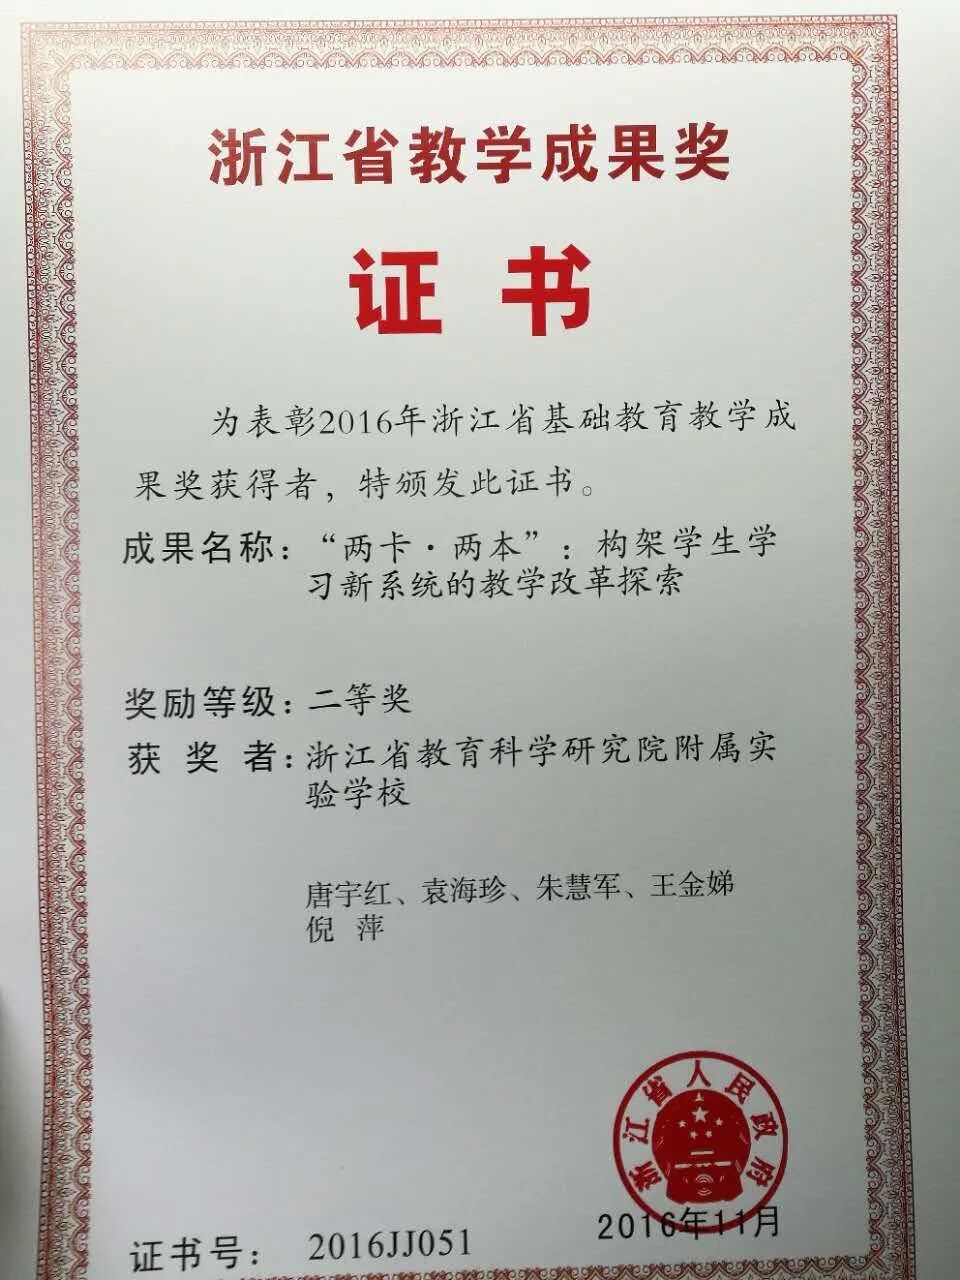 浙江省教学成果奖
证书
为表彰2016年浙江省基础教育教学成
果奖获得者，特颁发此证书。
成果名称：“两卡·两本”：构架学生学
习新系统的教学改革探索
奖励等级：二等奖
获奖者：浙江省教育科学研究院附属实
验学校
唐宇红、袁海珍、朱慧军、王金娣
倪萍
浙江省人民政府
2016年11月
证书号：2016JJ051